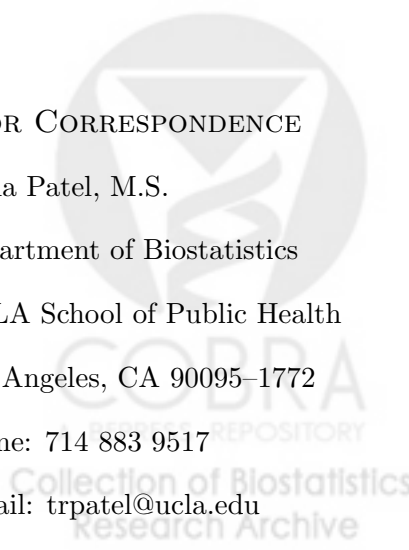 OR CORRESPONDENCE
a Patel, M.S.
artment of Biostatistics
LA School of Public Health
Angeles, CA 90095–1772
ne: 714 883 9517
ail: trpatel@ucla.edu
COBRA
A BEPRESS REPOSITORY
Collection of Biostatistics
Research Archive